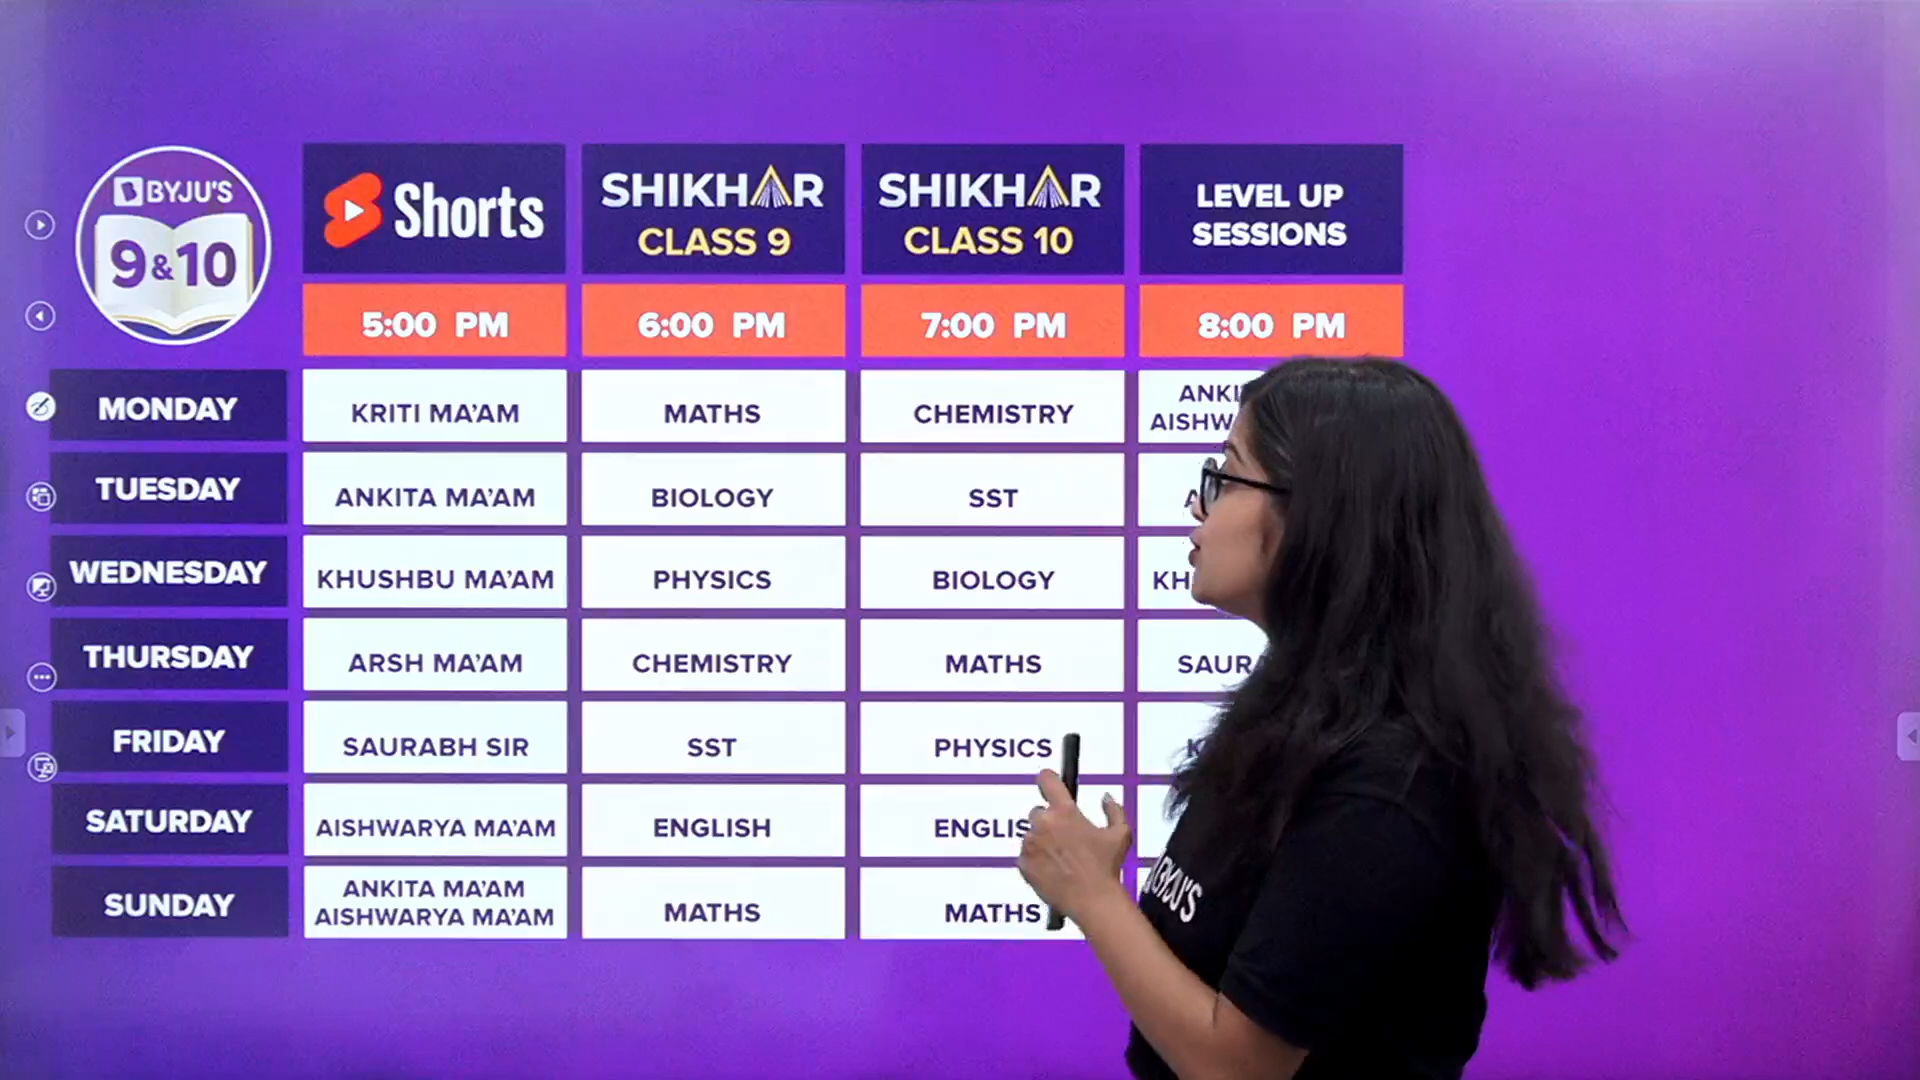 BYJU'S
9&10
Shorts
SHIKHAR
CLASS 9
SHIKHAR
CLASS 10
LEVEL UP
SESSIONS
5:00 PM
6:00 PM
7:00 PM
8:00 PM
MONDAY
KRITI MA'AM
MATHS
CHEMISTRY
TUESDAY
ANKITA MA'AM
BIOLOGY
SST
WEDNESDAY
KHUSHBU MA'AM
PHYSICS
BIOLOGY
THURSDAY
ARSH MA'AM
CHEMISTRY
MATHS
FRIDAY
SAURABH SIR
SST
PHYSICS
SATURDAY
AISHWARYA MA'AM
ENGLISH
SUNDAY
ANKITA MA'AM
AISHWARYA MA'AM
MATHS
MATHS
BYJU'S